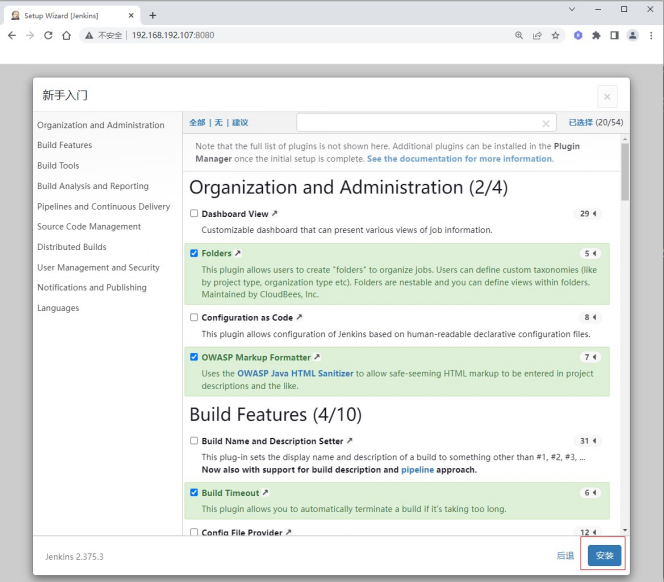 Setup Wizard [Jenkins]
不安全 | 192.168.192.107:8080
新手入门
Organization and Administration
Build Features
Build Tools
Build Analysis and Reporting
Pipelines and Continuous Delivery
Source Code Management
Distributed Builds
User Management and Security
Notifications and Publishing
Languages
全部 | 无 | 建议
已选择 (20/54)
Note that the full list of plugins is not shown here. Additional plugins can be installed in the Plugin
Manager once the initial setup is complete. See the documentation for more information.
Organization and Administration (2/4)
Dashboard View 29
Customizable dashboard that can present various views of job information.
Folders 5
This plugin allows users to create "folders" to organize jobs. Users can define custom taxonomies (like
by project type, organization type etc). Folders are nestable and you can define views within folders.
Maintained by CloudBees, Inc.
Configuration as Code 8
This plugin allows configuration of Jenkins based on human-readable declarative configuration files.
OWASP Markup Formatter 7
Uses the OWASP Java HTML Sanitizer to allow safe-seeming HTML markup to be entered in project
descriptions and the like.
Build Features (4/10)
Build Name and Description Setter 31
This plug-in sets the display name and description of a build to something other than #1, #2, #3, ...
Now also with support for build description and pipeline approach.
Build Timeout 6
This plugin allows you to automatically terminate a build if it's taking too long.
Config File Provider 12
Jenkins 2.375.3
后退
安装